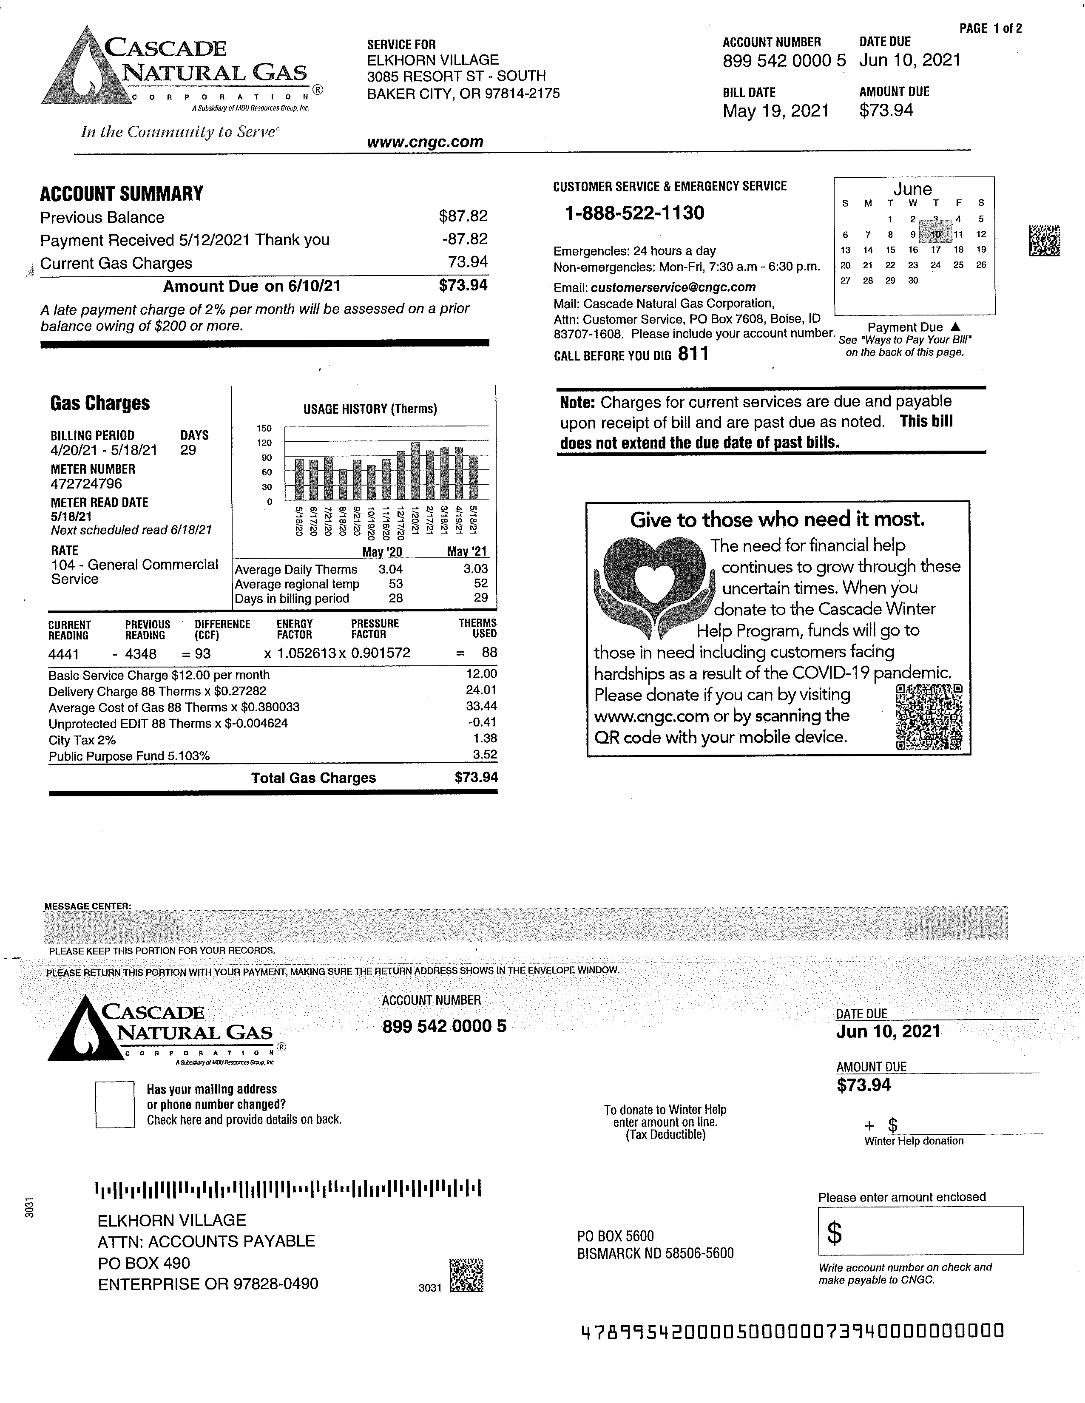 PAGE 1 of 2
CASCADE
NATURAL GAS
CORPORATION ®
A Subsidiary of MDU Resources Group, Inc.
In the Community to Serve
SERVICE FOR
ELKHORN VILLAGE
3085 RESORT ST - SOUTH
BAKER CITY, OR 97814-2175
www.cngc.com
ACCOUNT NUMBER DATE DUE
899 542 0000 5 Jun 10, 2021
BILL DATE AMOUNT DUE
May 19, 2021 $73.94
ACCOUNT SUMMARY
Previous Balance $87.82
Payment Received 5/12/2021 Thank you -87.82
Current Gas Charges 73.94
Amount Due on 6/10/21 $73.94
A late payment charge of 2% per month will be assessed on a prior
balance owing of $200 or more.
CUSTOMER SERVICE & EMERGENCY SERVICE
1-888-522-1130
Emergencies: 24 hours a day
Non-emergencies: Mon-Fri, 7:30 a.m - 6:30 p.m.
Email: customerservice@cngc.com
Mail: Cascade Natural Gas Corporation,
Attn: Customer Service, PO Box 7608, Boise, ID
83707-1608. Please include your account number.
CALL BEFORE YOU DIG 811
June
S M T W T F S
1 2 3 4 5
6 7 8 9 10 11 12
13 14 15 16 17 18 19
20 21 22 23 24 25 26
27 28 29 30
Payment Due ▲
See "Ways to Pay Your Bill"
on the back of this page.
Gas Charges
BILLING PERIOD DAYS
4/20/21 - 5/18/21 29
METER NUMBER
472724796
METER READ DATE
5/18/21
Next scheduled read 6/18/21
RATE
104 - General Commercial
Service
USAGE HISTORY (Therms)
150
120
90
60
30
0
5/18/20 6/17/20 7/21/20 8/18/20 9/21/20 10/19/20 11/19/20 12/17/20 1/20/21 2/17/21 3/18/21 4/19/21 5/18/21
May '20 May '21
Average Daily Therms 3.04 3.03
Average regional temp 53 52
Days in billing period 28 29
CURRENT READING PREVIOUS READING DIFFERENCE (CCF) ENERGY FACTOR PRESSURE FACTOR THERMS USED
4441 - 4348 = 93 x 1.052613 x 0.901572 = 88
Basic Service Charge $12.00 per month 12.00
Delivery Charge 88 Therms x $0.27282 24.01
Average Cost of Gas 88 Therms x $0.380033 33.44
Unprotected EDIT 88 Therms x $-0.004624 -0.41
City Tax 2% 1.38
Public Purpose Fund 5.103% 3.52
Total Gas Charges $73.94
Note: Charges for current services are due and payable
upon receipt of bill and are past due as noted. This bill
does not extend the due date of past bills.
Give to those who need it most.
The need for financial help
continues to grow through these
uncertain times. When you
donate to the Cascade Winter
Help Program, funds will go to
those in need including customers facing
hardships as a result of the COVID-19 pandemic.
Please donate if you can by visiting
www.cngc.com or by scanning the
QR code with your mobile device.
MESSAGE CENTER:
PLEASE KEEP THIS PORTION FOR YOUR RECORDS.
PLEASE RETURN THIS PORTION WITH YOUR PAYMENT, MAKING SURE THE RETURN ADDRESS SHOWS IN THE ENVELOPE WINDOW.
CASCADE
NATURAL GAS
CORPORATION ®
A Subsidiary of MDU Resources Group, Inc
ACCOUNT NUMBER
899 542 0000 5
DATE DUE
Jun 10, 2021
AMOUNT DUE
$73.94
Has your mailing address
or phone number changed?
Check here and provide details on back.
To donate to Winter Help
enter amount on line.
(Tax Deductible)
+ $
Winter Help donation
3031
ELKHORN VILLAGE
ATTN: ACCOUNTS PAYABLE
PO BOX 490
ENTERPRISE OR 97828-0490
3031
PO BOX 5600
BISMARCK ND 58506-5600
Please enter amount enclosed
$
Write account number on check and
make payable to CNGC.
47899542000050000007394000000000​0